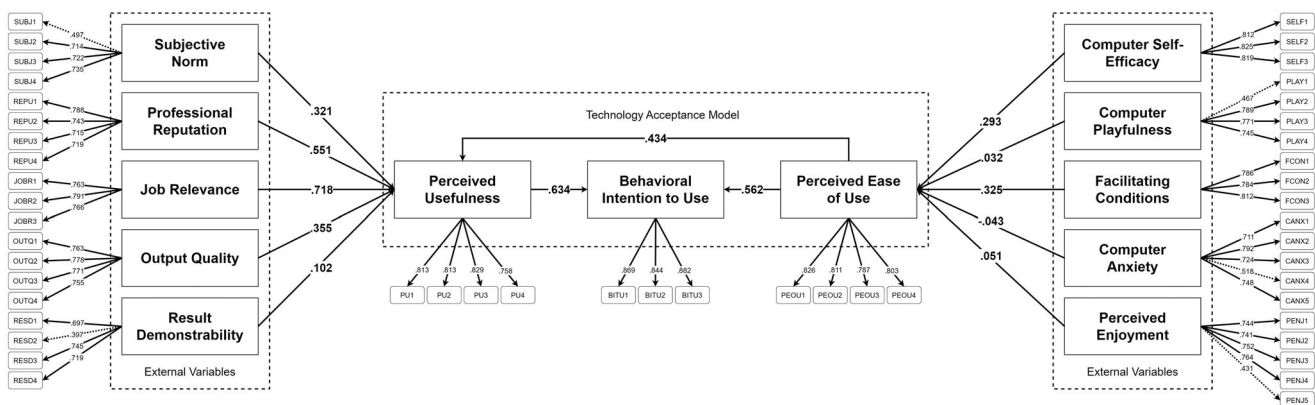 SUBJ1
SUBJ2
SUBJ3
SUBJ4
.497
.714
.722
.735
Subjective
Norm
REPU1
REPU2
REPU3
REPU4
.788
.743
.715
.719
Professional
Reputation
JOBR1
JOBR2
JOBR3
.763
.791
.766
Job Relevance
OUTQ1
OUTQ2
OUTQ3
OUTQ4
.763
.778
.771
.755
Output Quality
RESD1
RESD2
RESD3
RESD4
.697
.397
.745
.719
Result
Demonstrability
External Variables
.321
.551
.718
.355
.102
Technology Acceptance Model
.434
Perceived
Usefulness
.634
Behavioral
Intention to Use
.562
Perceived Ease
of Use
.813
.813
.829
.758
PU1
PU2
PU3
PU4
.869
.844
.882
BITU1
BITU2
BITU3
.826
.811
.787
.803
PEOU1
PEOU2
PEOU3
PEOU4
.293
.032
.325
-.043
.051
Computer Self-
Efficacy
.812
.825
.819
SELF1
SELF2
SELF3
Computer
Playfulness
.467
.789
.771
.745
PLAY1
PLAY2
PLAY3
PLAY4
Facilitating
Conditions
.786
.784
.812
FCON1
FCON2
FCON3
Computer
Anxiety
.711
.792
.724
.518
.748
CANX1
CANX2
CANX3
CANX4
CANX5
Perceived
Enjoyment
.744
.741
.752
.764
.431
PENJ1
PENJ2
PENJ3
PENJ4
PENJ5
External Variables